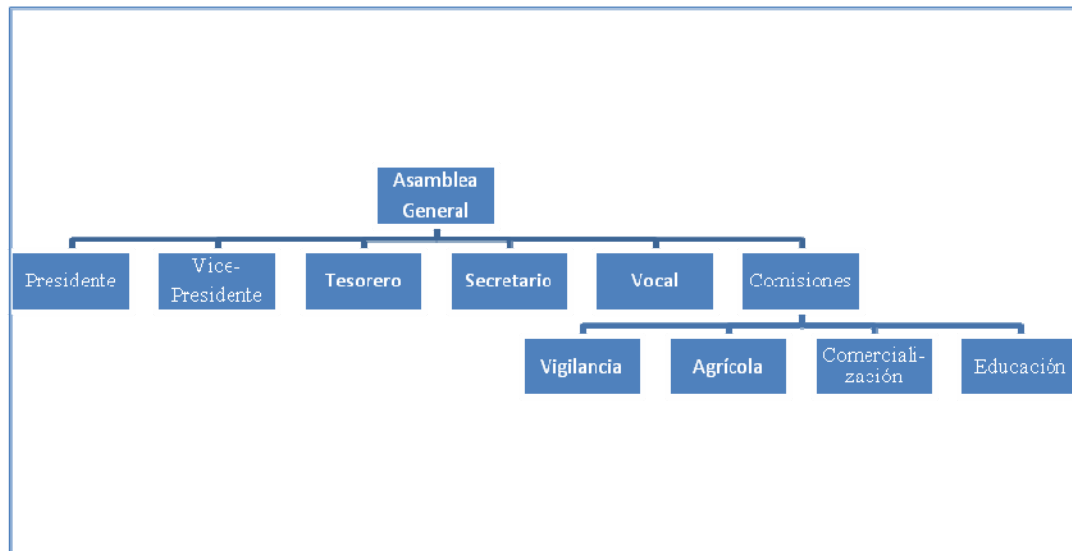 Asamblea
General
Presidente
Vice-
Presidente
Tesorero
Secretario
Vocal
Comisiones
Vigilancia
Agrícola
Comerciali-
zación
Educación